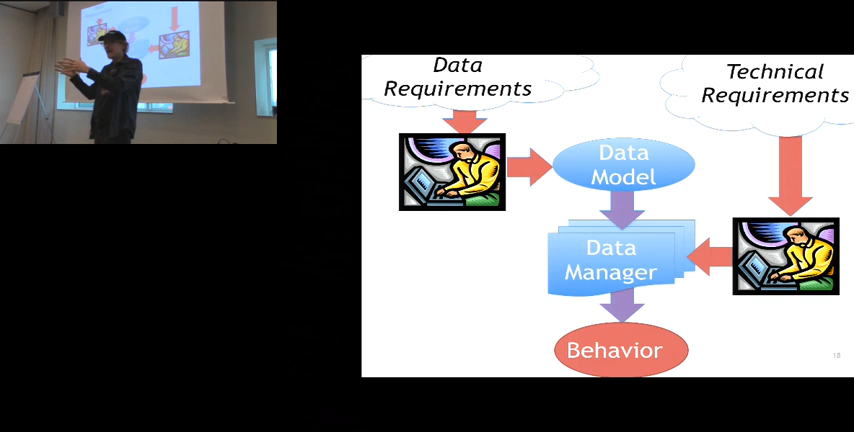 Data
Requirements
Technical
Requirements
Data
Model
Data
Manager
Behavior